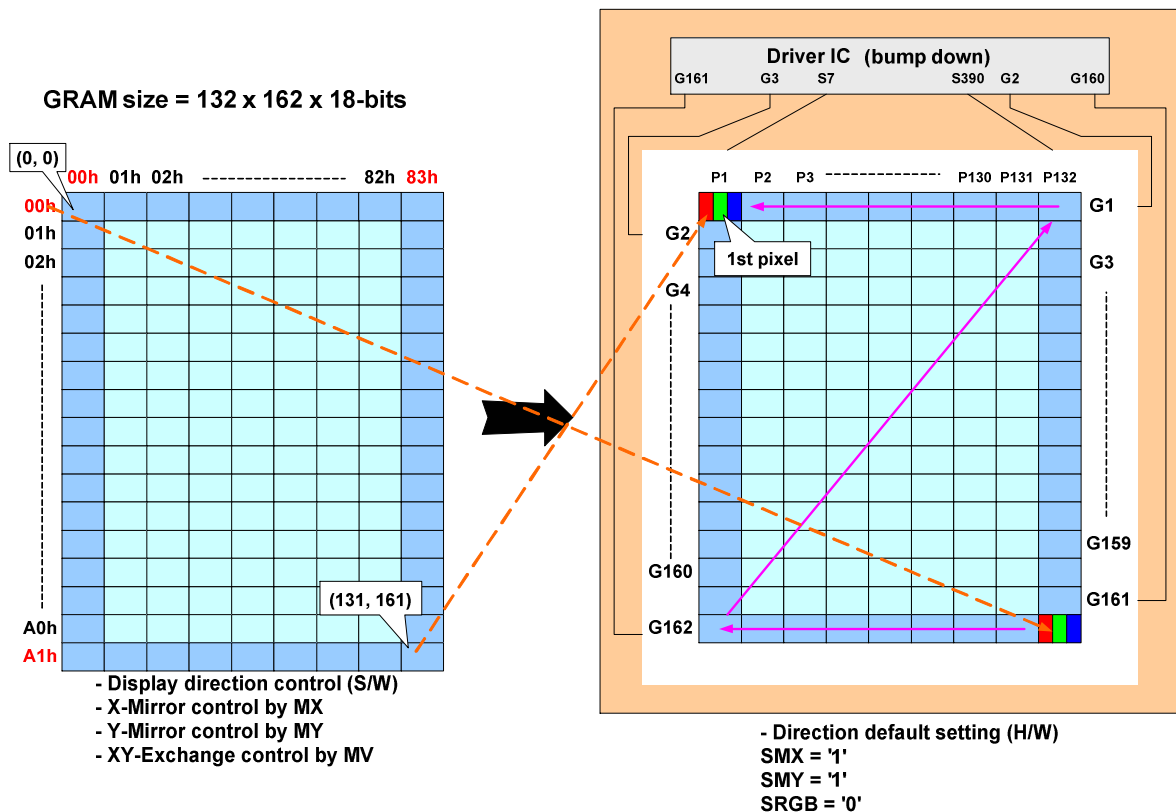 GRAM size = 132 x 162 x 18-bits
(0, 0)
00h 01h 02h 82h 83h
00h
01h
02h
A0h
A1h
(131, 161)
- Display direction control (S/W)
- X-Mirror control by MX
- Y-Mirror control by MY
- XY-Exchange control by MV
Driver IC (bump down)
G161 G3 S7 S390 G2 G160
P1 P2 P3 P130 P131 P132
G1
G2
1st pixel
G3
G4
G159
G160
G161
G162
- Direction default setting (H/W)
SMX = '1'
SMY = '1'
SRGB = '0'